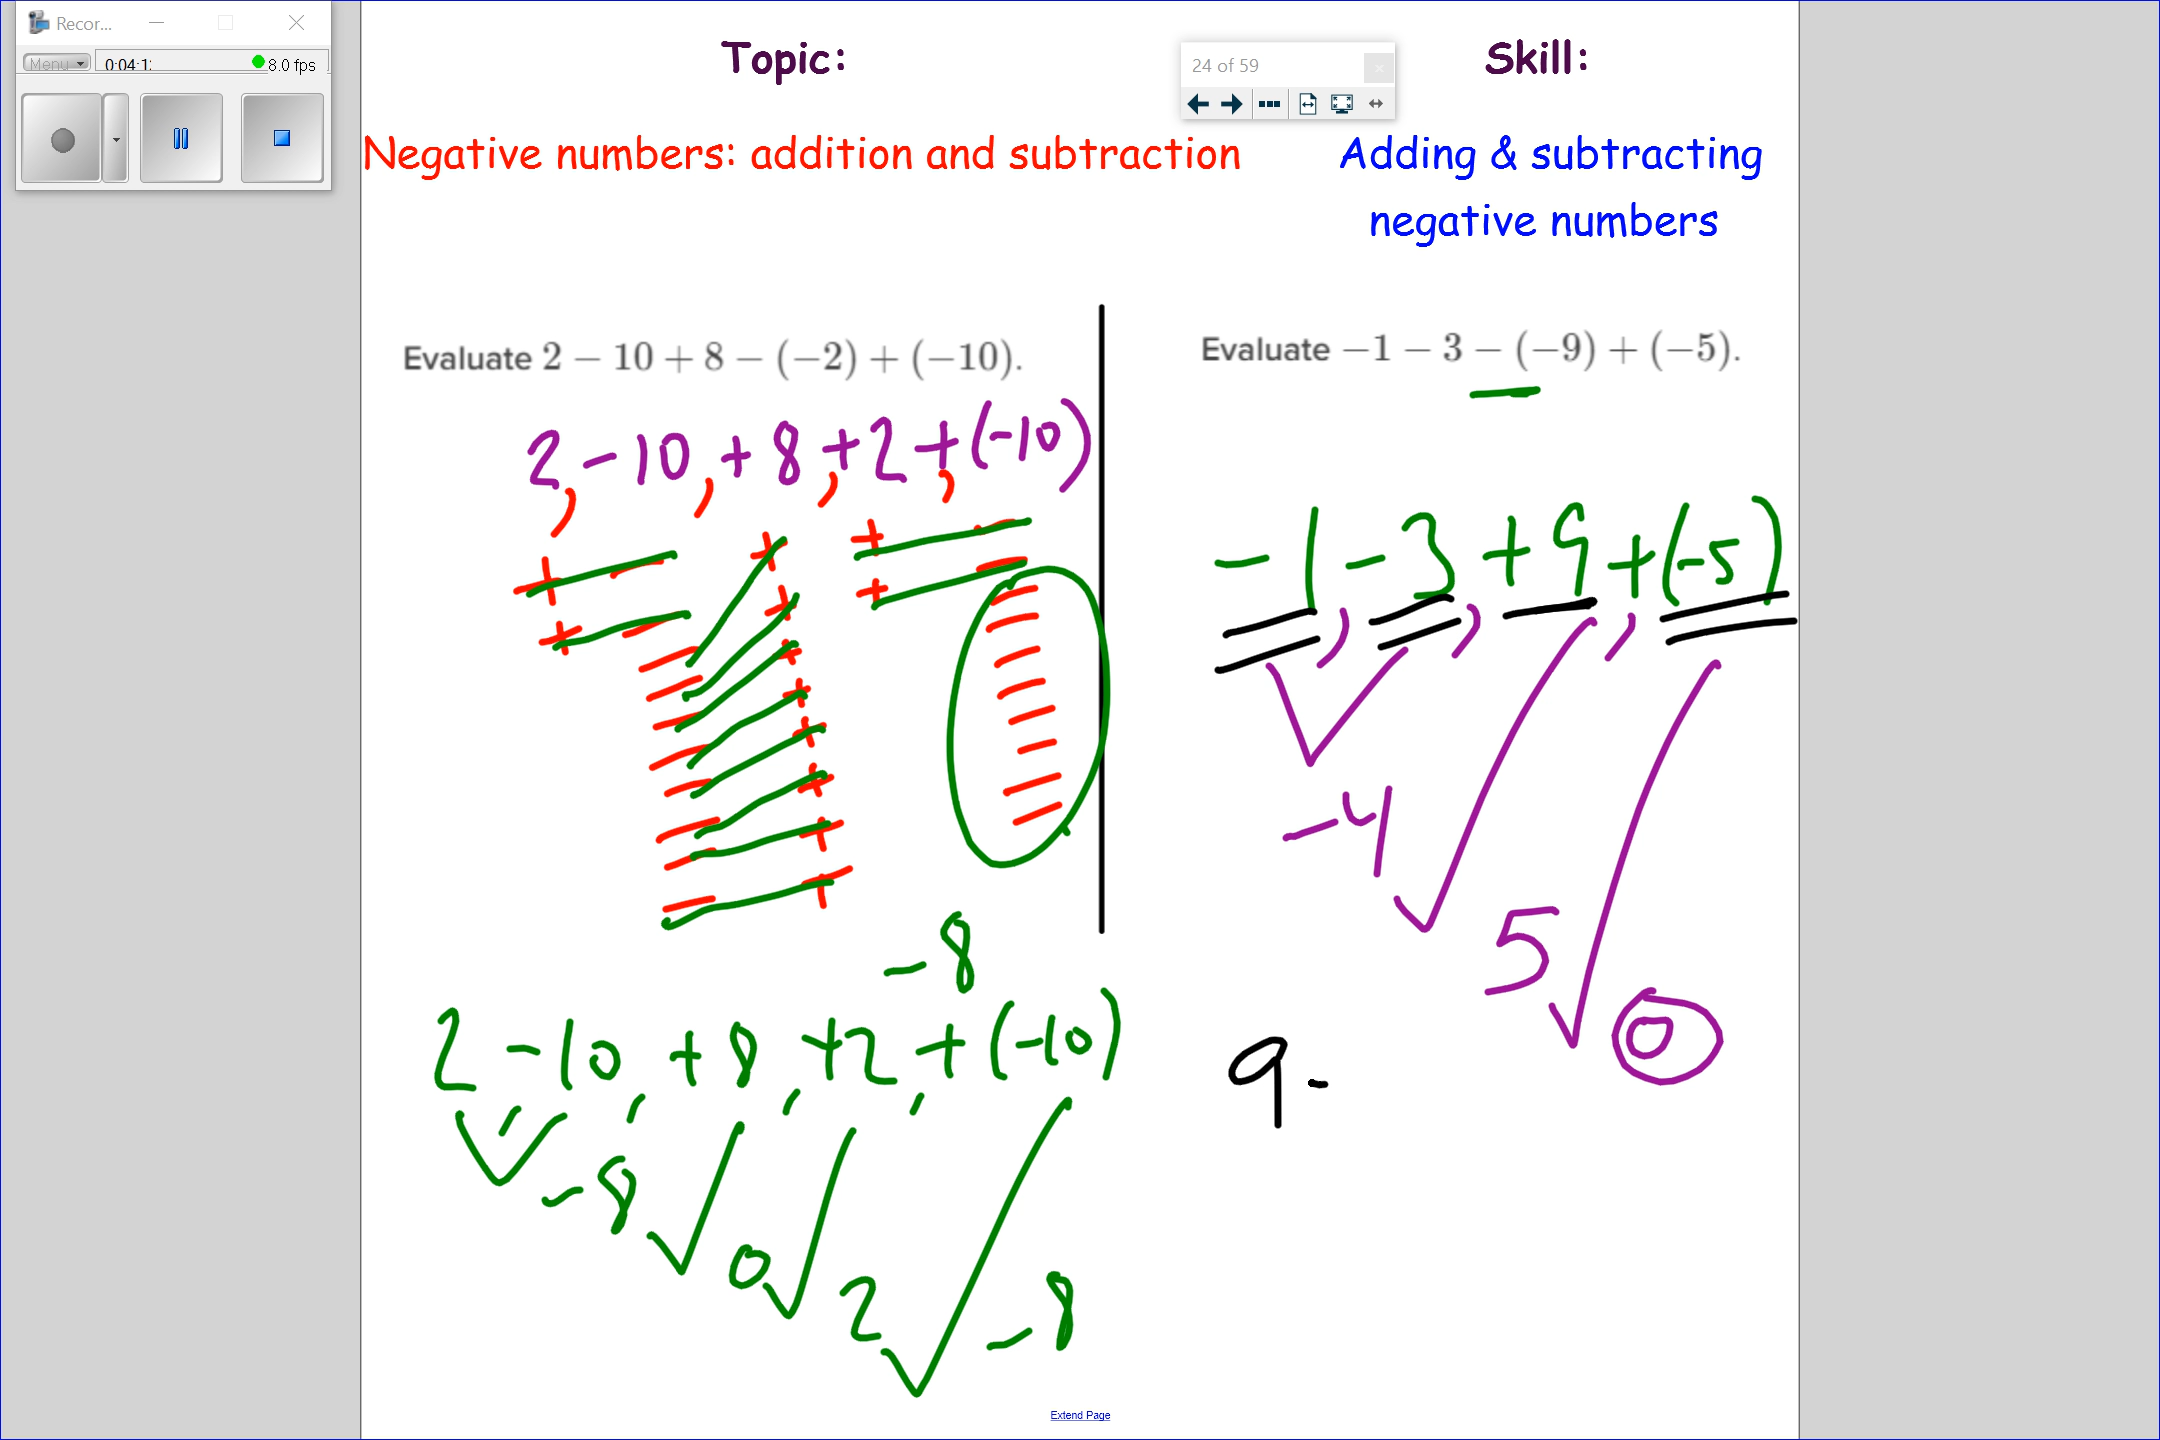 Recor...
Menu
0:04:1
8.0 fps
Topic:
24 of 59
Skill:
Negative numbers: addition and subtraction
Adding & subtracting
negative numbers
Evaluate 2 − 10 + 8 − (−2) + (−10).
2, -10, +8, +2 +, (-10)
-8
2 -10, +8, +2, + (-10)
-8
0
2
-8
Evaluate −1 − 3 − (−9) + (−5).
-1, -3, +9, +(-5)
-4
5
0
9 -
Extend Page